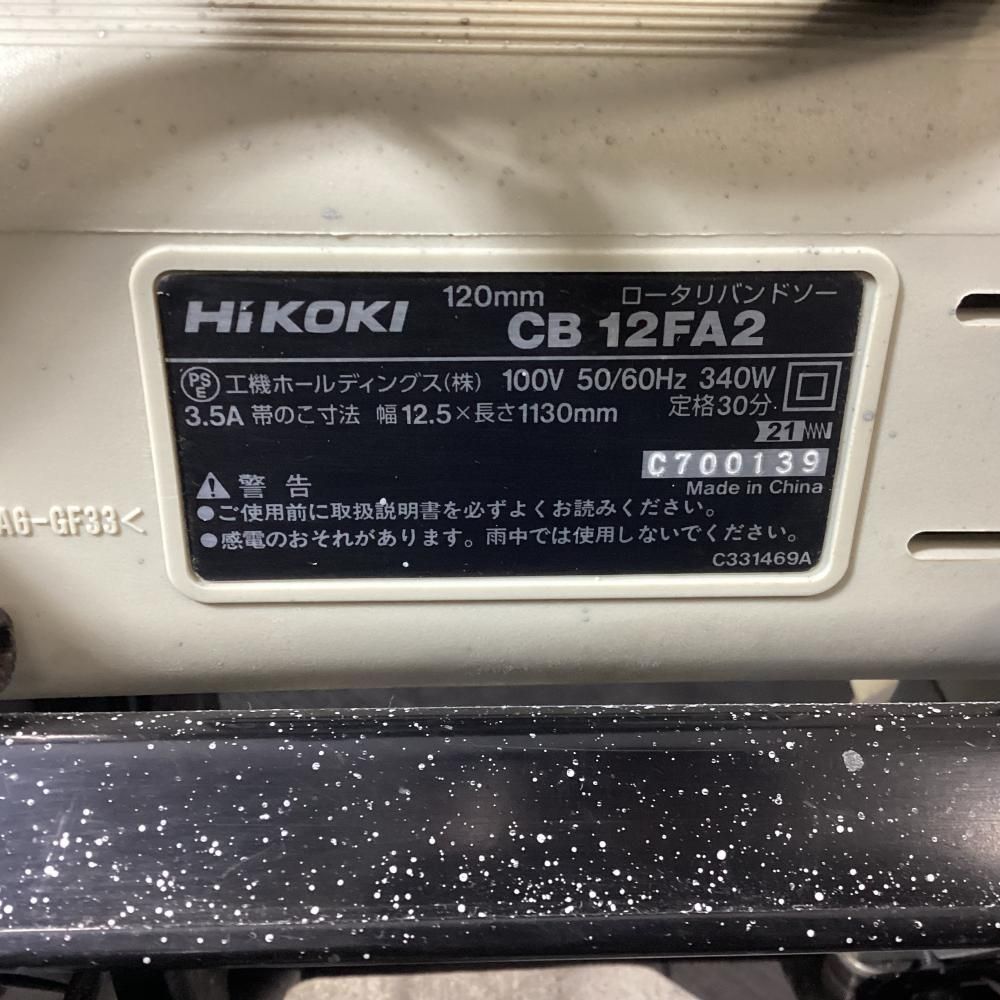 120mm ロータリバンドソー
HiKOKI CB 12FA2
PSE 工機ホールディングス(株) 100V 50/60Hz 340W
3.5A 帯のこ寸法 幅12.5×長さ1130mm 定格30分
21
C700139
Made in China
警告
●ご使用前に取扱説明書を必ずよくお読みください。
●感電のおそれがあります。雨中では使用しないでください。
C331469A
A6-GF33<